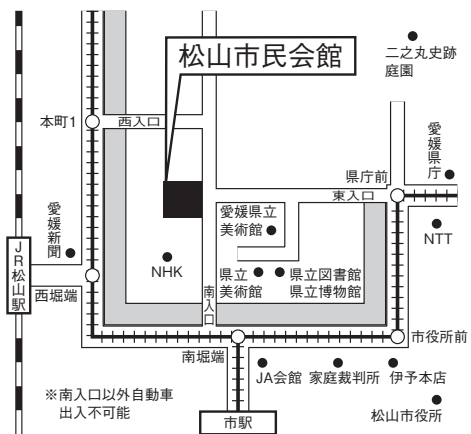 松山市民会館
二之丸史跡
庭園
本町1
西入口
愛媛県庁
県庁前
東入口
愛媛新聞
愛媛県立
美術館
NTT
JR松山駅
NHK
県立
美術館
県立図書館
県立博物館
西堀端
南入口
市役所前
南堀端
JA会館
家庭裁判所
伊予本店
※南入口以外自動車
出入不可能
市駅
松山市役所